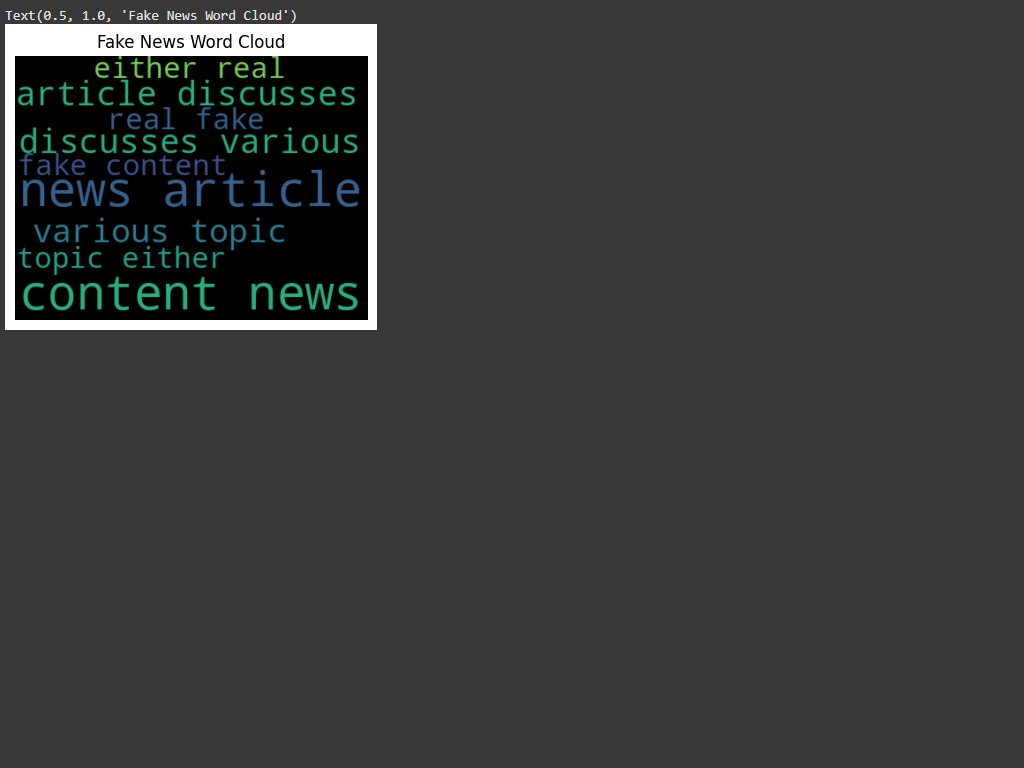 Text(0.5, 1.0, 'Fake News Word Cloud')
Fake News Word Cloud
either real
article discusses
real fake
discusses various
fake content
news article
various topic
topic either
content news